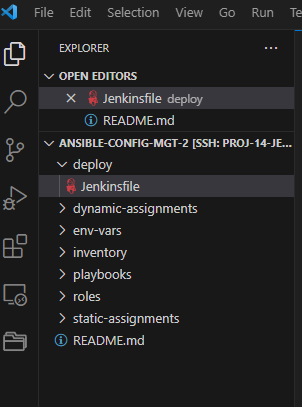 File Edit Selection View Go Run Te
EXPLORER
OPEN EDITORS
Jenkinsfile deploy
README.md
ANSIBLE-CONFIG-MGT-2 [SSH: PROJ-14-JE...
deploy
Jenkinsfile
dynamic-assignments
env-vars
inventory
playbooks
roles
static-assignments
README.md